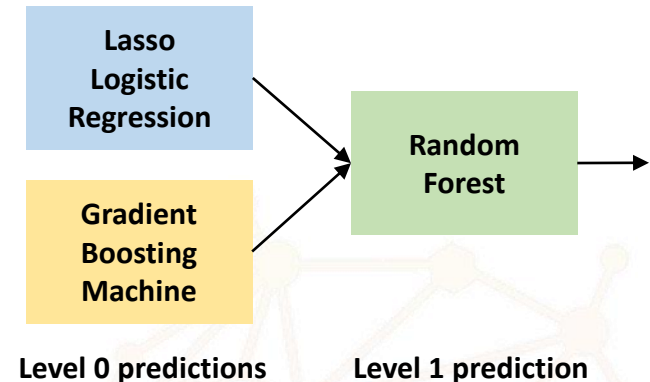 Lasso
Logistic
Regression
Random
Forest
Gradient
Boosting
Machine
Level 0 predictions
Level 1 prediction